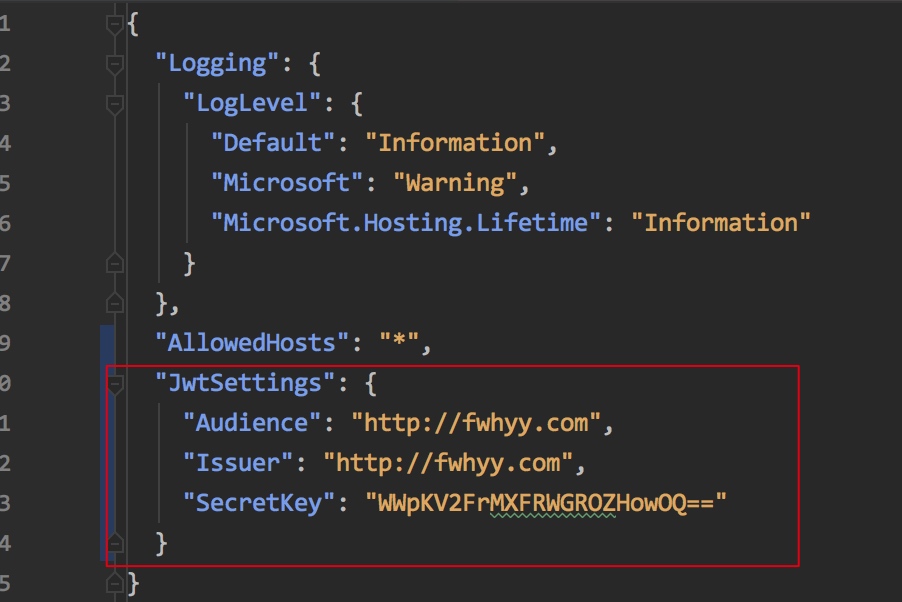 1 {
2 "Logging": {
3 "LogLevel": {
4 "Default": "Information",
5 "Microsoft": "Warning",
6 "Microsoft.Hosting.Lifetime": "Information"
7 }
8 },
9 "AllowedHosts": "*",
0 "JwtSettings": {
1 "Audience": "http://fwhyy.com",
2 "Issuer": "http://fwhyy.com",
3 "SecretKey": "WWpKV2FrMXFRWGROZHowOQ=="
4 }
5 }